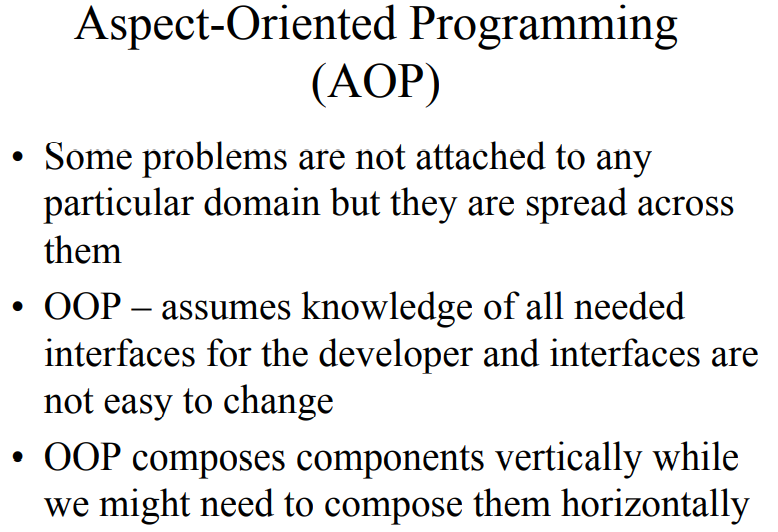 Aspect-Oriented Programming
(AOP)
• Some problems are not attached to any
particular domain but they are spread across
them
• OOP – assumes knowledge of all needed
interfaces for the developer and interfaces are
not easy to change
• OOP composes components vertically while
we might need to compose them horizontally